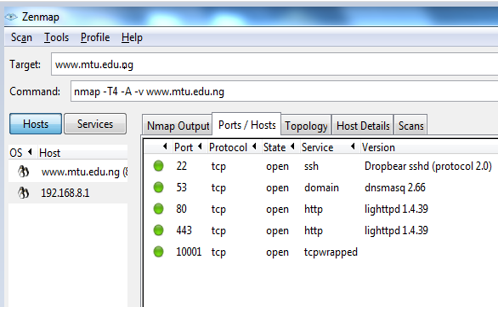 Zenmap
Scan Tools Profile Help
Target: www.mtu.edu.ng
Command: nmap -T4 -A -v www.mtu.edu.ng
Hosts Services
Nmap Output Ports / Hosts Topology Host Details Scans
OS Host
Port Protocol State Service Version
www.mtu.edu.ng
22 tcp open ssh Dropbear sshd (protocol 2.0)
192.168.8.1
53 tcp open domain dnsmasq 2.66
80 tcp open http lighttpd 1.4.39
443 tcp open http lighttpd 1.4.39
10001 tcp open tcpwrapped